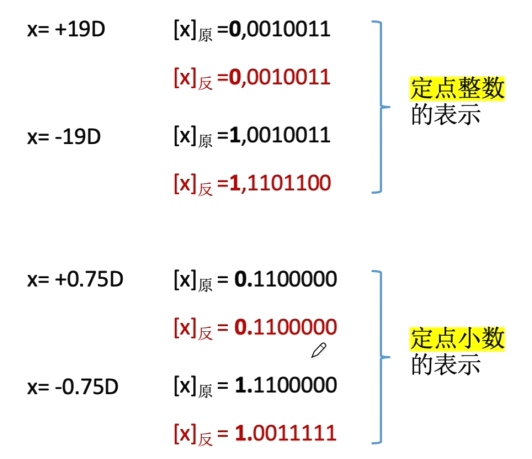 x= +19D [x]原 =0,0010011
[x]反 =0,0010011
定点整数
的表示
x= -19D [x]原 =1,0010011
[x]反 =1,1101100
x= +0.75D [x]原 = 0.1100000
[x]反 = 0.1100000
定点小数
的表示
x= -0.75D [x]原 = 1.1100000
[x]反 = 1.0011111